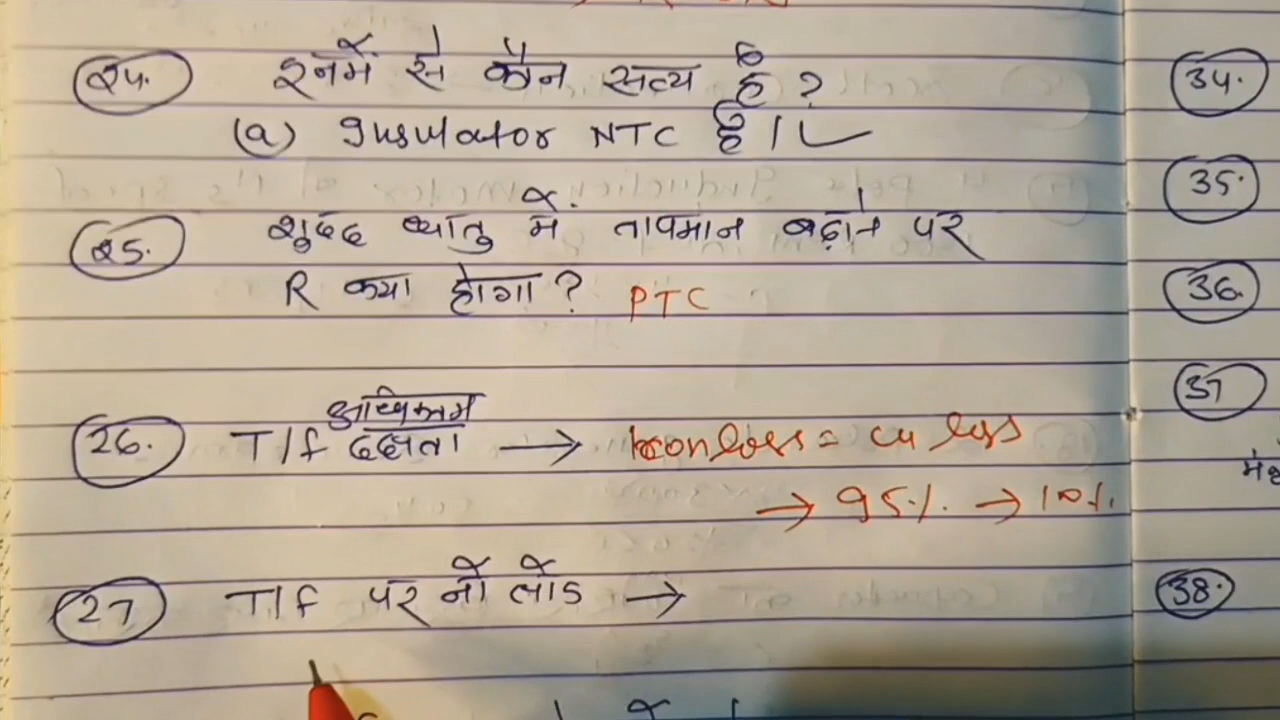 24. इनमें से कौन सत्य है ?
(a) Insulator NTC है।
25. शुद्द धातु में तापमान बढ़ाने पर
R क्या होगा ? PTC
अधिकतम
26. T/f दक्षता → Iron loss = cu loss
→ 95% → 10%
27 T/f पर नो लोड →
34.
35.
36.
37
38.